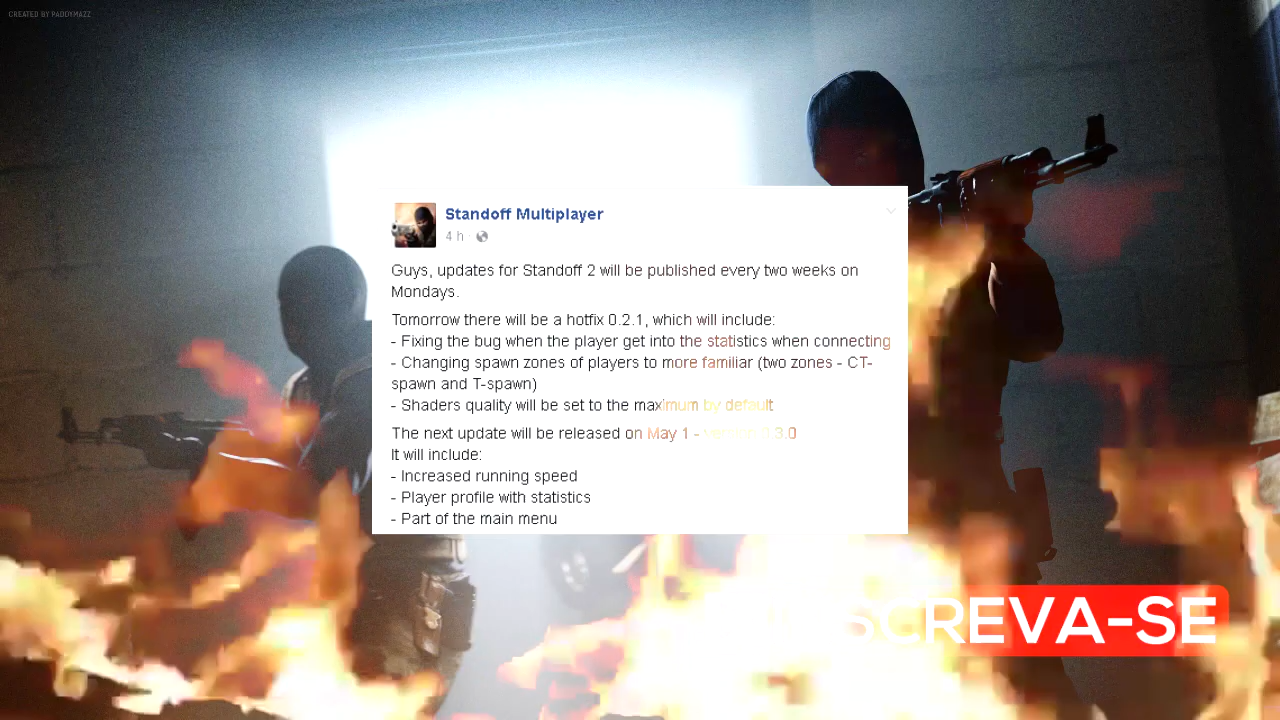 CREATED BY PADDYMAZZ
Standoff Multiplayer
4 h ·
Guys, updates for Standoff 2 will be published every two weeks on
Mondays.
Tomorrow there will be a hotfix 0.2.1, which will include:
- Fixing the bug when the player get into the statistics when connecting
- Changing spawn zones of players to more familiar (two zones - CT-
spawn and T-spawn)
- Shaders quality will be set to the maximum by default
The next update will be released on May 1 - version 0.3.0
It will include:
- Increased running speed
- Player profile with statistics
- Part of the main menu
SCREVA-SE